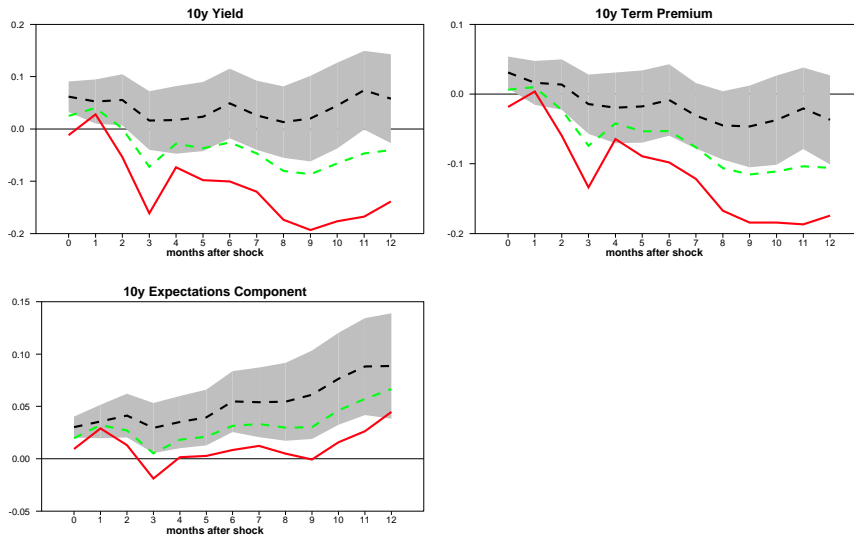 10y Yield
0.2
0.1
0.0
-0.1
-0.2
0 1 2 3 4 5 6 7 8 9 10 11 12
months after shock
10y Term Premium
0.1
0.0
-0.1
-0.2
0 1 2 3 4 5 6 7 8 9 10 11 12
months after shock
10y Expectations Component
0.15
0.10
0.05
0.00
-0.05
0 1 2 3 4 5 6 7 8 9 10 11 12
months after shock